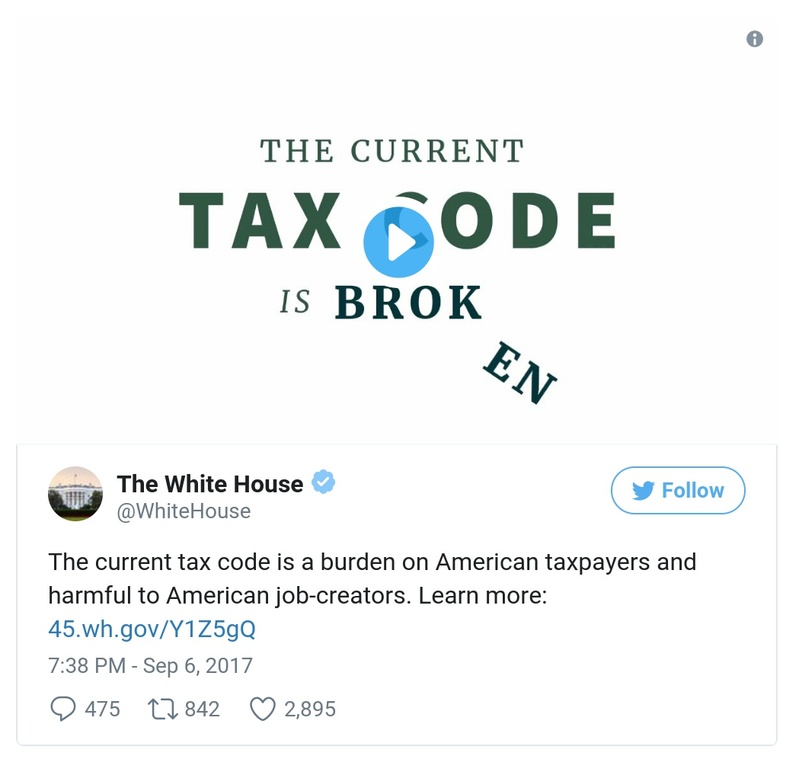 THE CURRENT
TAX CODE
IS BROK
EN
The White House
@WhiteHouse
Follow
The current tax code is a burden on American taxpayers and
harmful to American job-creators. Learn more:
45.wh.gov/Y1Z5gQ
7:38 PM - Sep 6, 2017
475 842 2,895